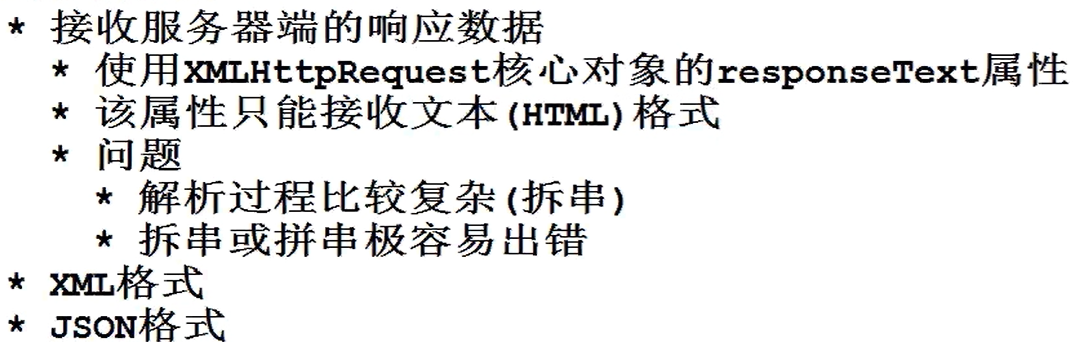 * 接收服务器端的响应数据
* 使用XMLHttpRequest核心对象的responseText属性
* 该属性只能接收文本(HTML)格式
* 问题
* 解析过程比较复杂(拆串)
* 拆串或拼串极容易出错
* XML格式
* JSON格式